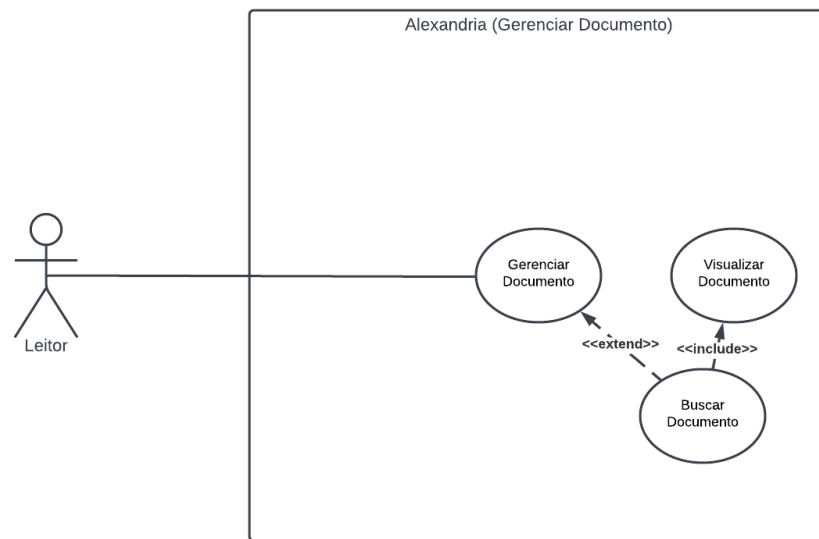 Alexandria (Gerenciar Documento)
Gerenciar
Documento
Visualizar
Documento
<<extend>>
<<include>>
Leitor
Buscar
Documento